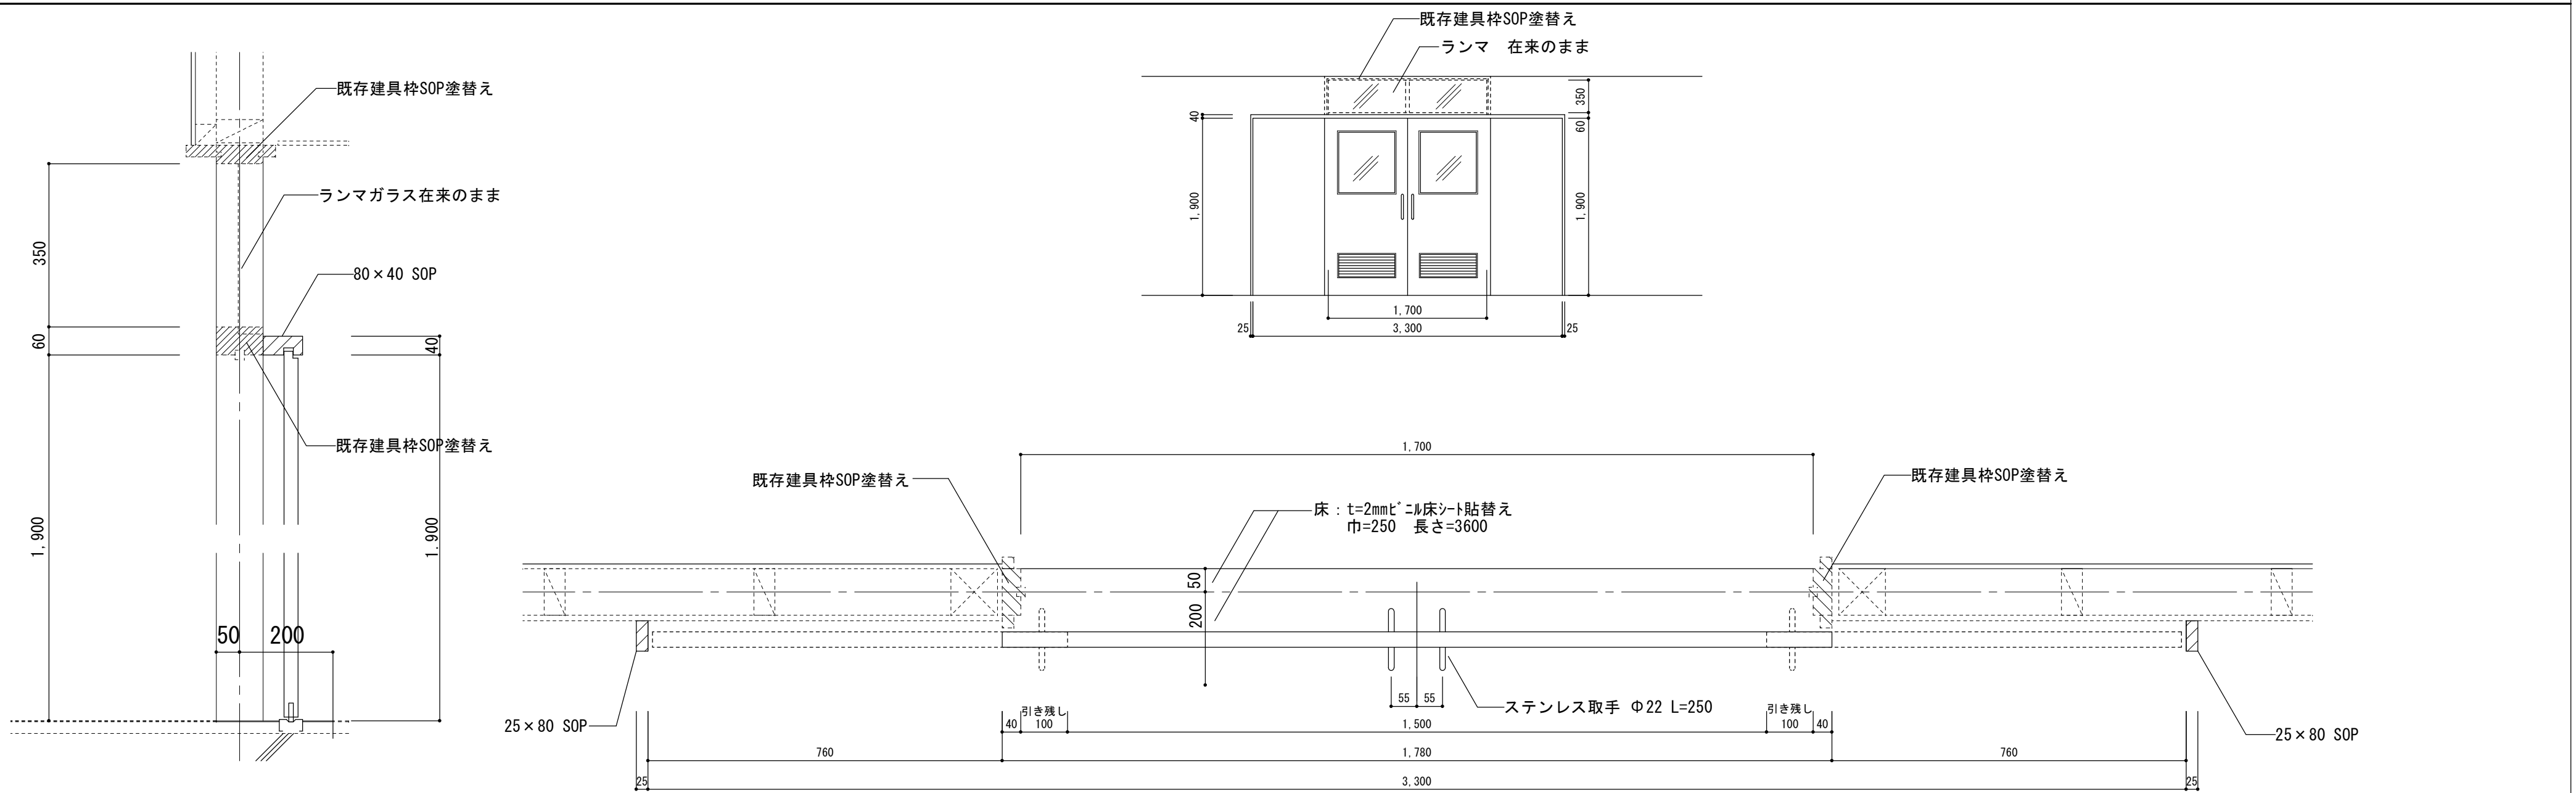 既存建具枠SOP塗替え
ランマガラス在来のまま
80×40 SOP
既存建具枠SOP塗替え
350
60
1,900
40
1.900
50
200
既存建具枠SOP塗替え
ランマ　在来のまま
40
1,900
350
60
1,900
1,700
25
3,300
25
1,700
既存建具枠SOP塗替え
既存建具枠SOP塗替え
床：t=2mmﾋﾞﾆﾙ床ｼｰﾄ貼替え
巾=250　長さ=3600
50
200
55
55
ステンレス取手 Φ22 L=250
25×80 SOP
25×80 SOP
引き残し
引き残し
40
100
1,500
100
40
760
1,780
760
25
3,300
25